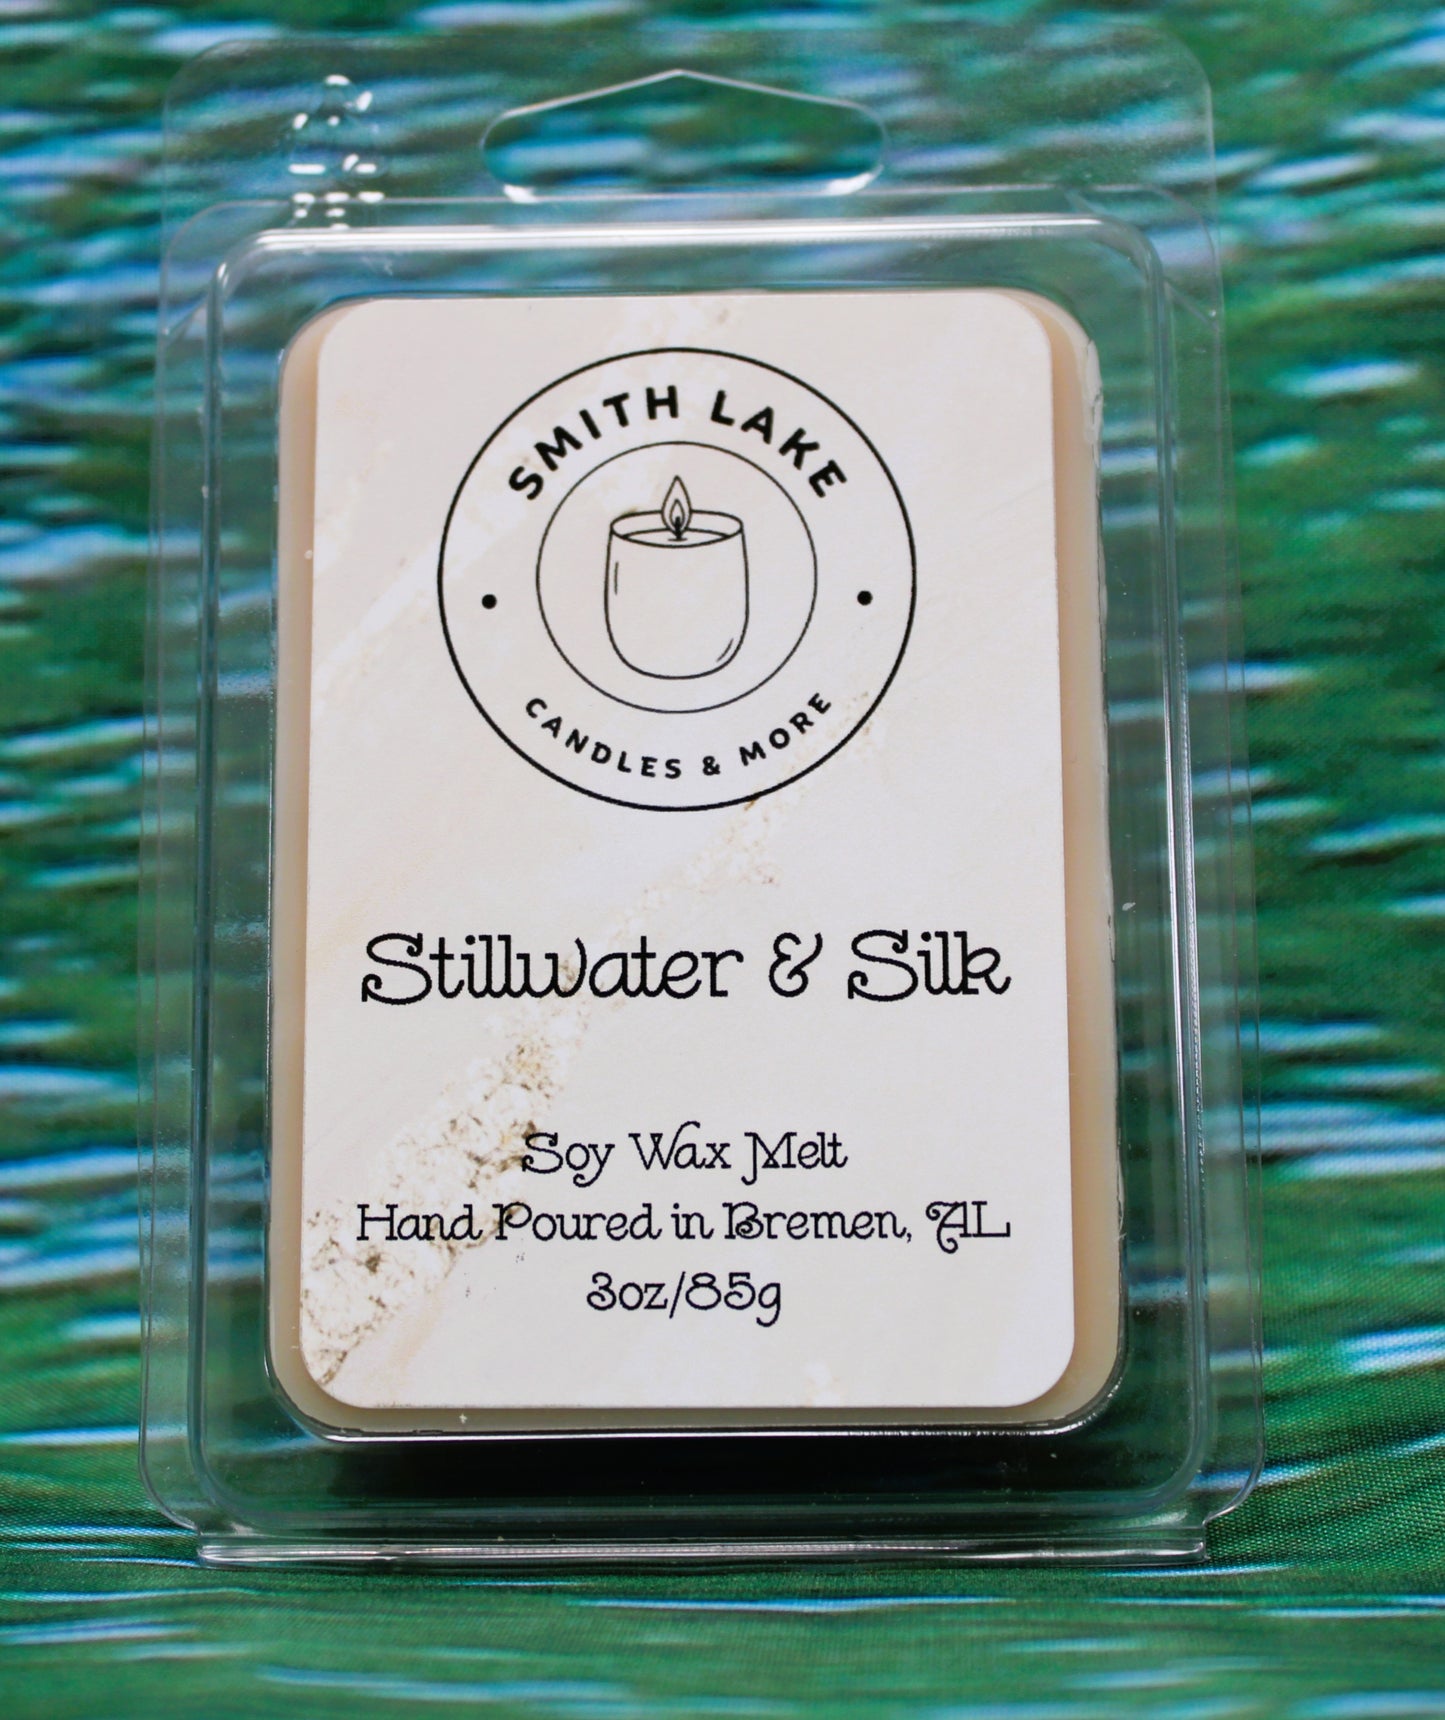 SMITH LAKE
CANDLES & MORE
Stillwater & Silk
Soy Wax Melt
Hand Poured in Bremen, AL
3oz/85g